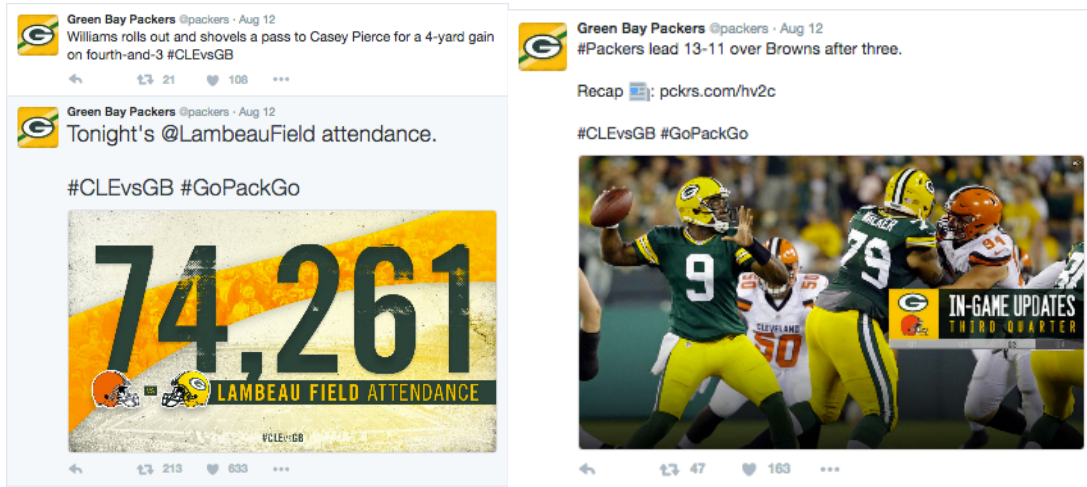 Green Bay Packers @packers · Aug 12
Williams rolls out and shovels a pass to Casey Pierce for a 4-yard gain
on fourth-and-3 #CLEvsGB
21 108
Green Bay Packers @packers · Aug 12
Tonight's @LambeauField attendance.
#CLEvsGB #GoPackGo
74,261
LAMBEAU FIELD ATTENDANCE
#CLEvsGB
213 633
Green Bay Packers @packers · Aug 12
#Packers lead 13-11 over Browns after three.
Recap : pckrs.com/hv2c
#CLEvsGB #GoPackGo
WALKER
79
94
9
50
50
CLEVELAND
IN-GAME UPDATES
THIRD QUARTER
47 163